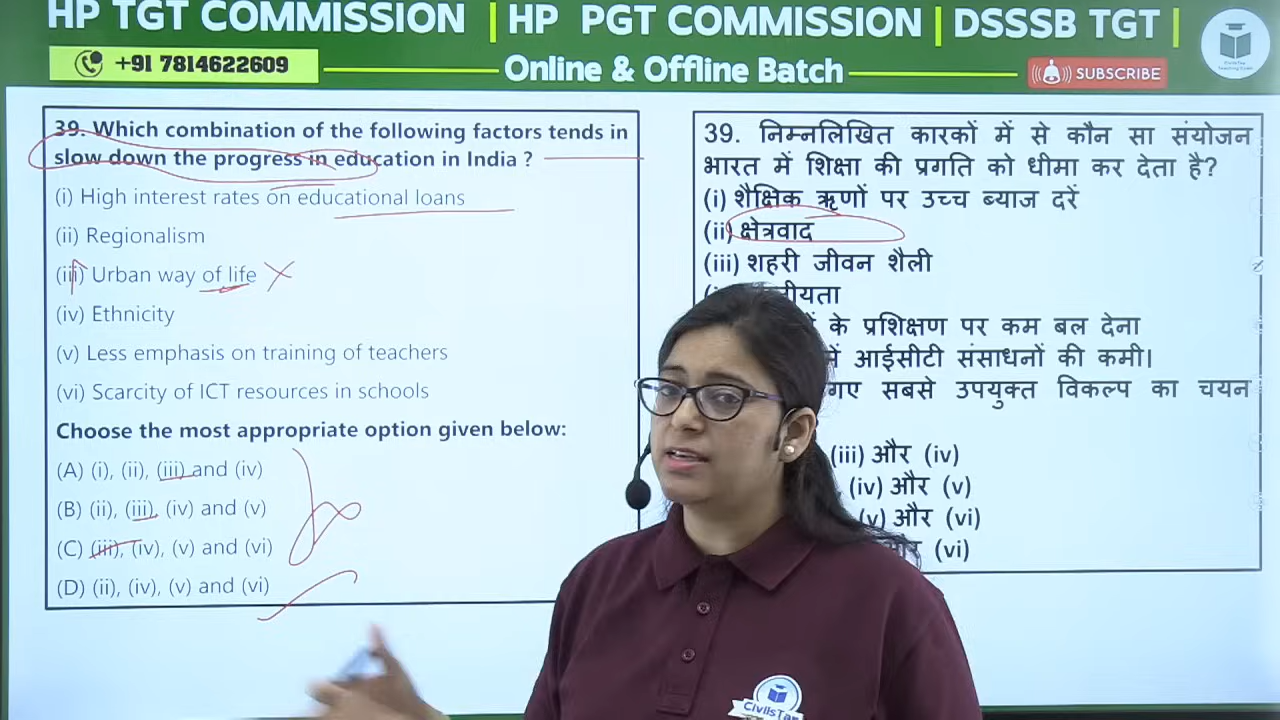 HP TGT COMMISSION | HP PGT COMMISSION | DSSSB TGT |
+91 7814622609
Online & Offline Batch
SUBSCRIBE
39. Which combination of the following factors tends in
slow down the progress in education in India ?
(i) High interest rates on educational loans
(ii) Regionalism
(iii) Urban way of life
(iv) Ethnicity
(v) Less emphasis on training of teachers
(vi) Scarcity of ICT resources in schools
Choose the most appropriate option given below:
(A) (i), (ii), (iii) and (iv)
(B) (ii), (iii), (iv) and (v)
(C) (iii), (iv), (v) and (vi)
(D) (ii), (iv), (v) and (vi)
39. निम्नलिखित कारकों में से कौन सा संयोजन
भारत में शिक्षा की प्रगति को धीमा कर देता है?
(i) शैक्षिक ऋणों पर उच्च ब्याज दरें
(ii) क्षेत्रवाद
(iii) शहरी जीवन शैली
के प्रशिक्षण पर कम बल देना
आईसीटी संसाधनों की कमी।
गए सबसे उपयुक्त विकल्प का चयन
(iii) और (iv)
(iv) और (v)
(v) और (vi)
(vi)
CivilsTap